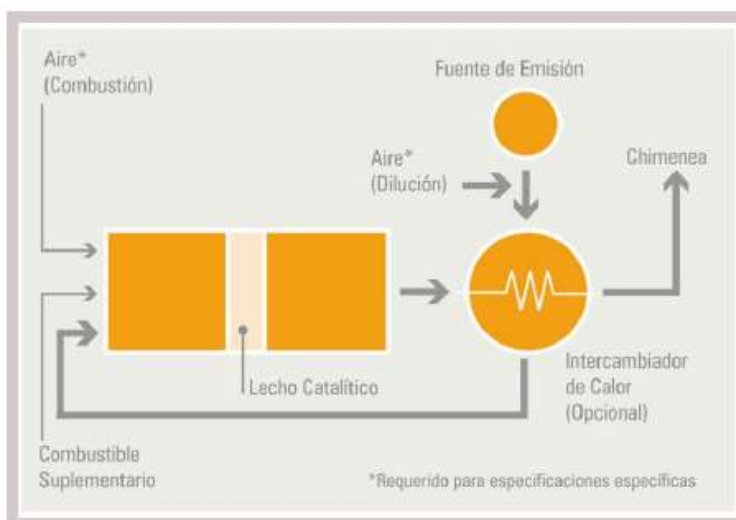 Aire*
(Combustión)
Fuente de Emisión
Aire*
(Dilución)
Chimenea
Lecho Catalítico
Intercambiador
de Calor
(Opcional)
Combustible
Suplementario
*Requerido para especificaciones específicas